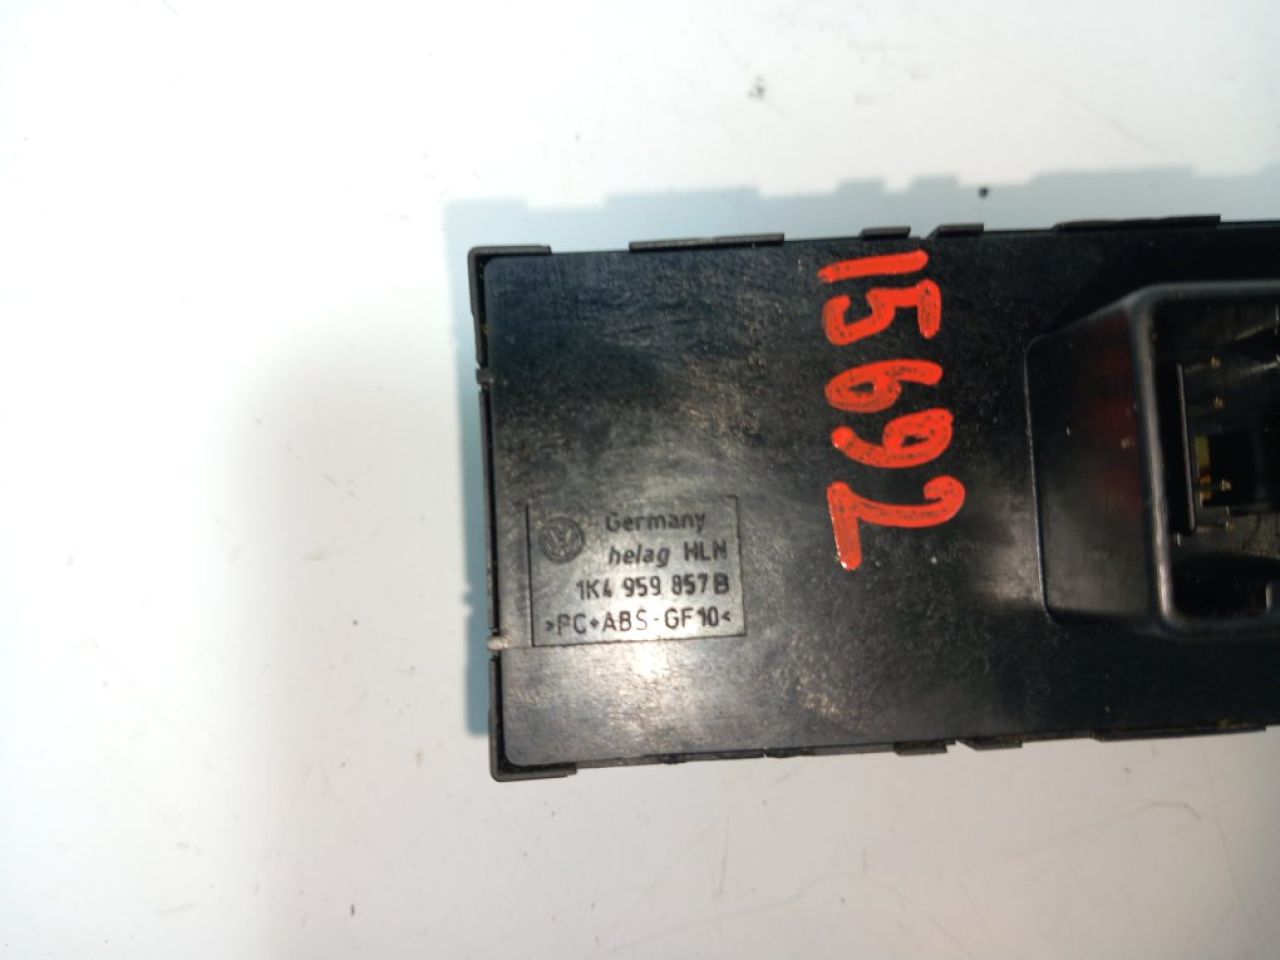 15692
Germany
helag HLN
1K4 959 857 B
>PC+ABS-GF10<